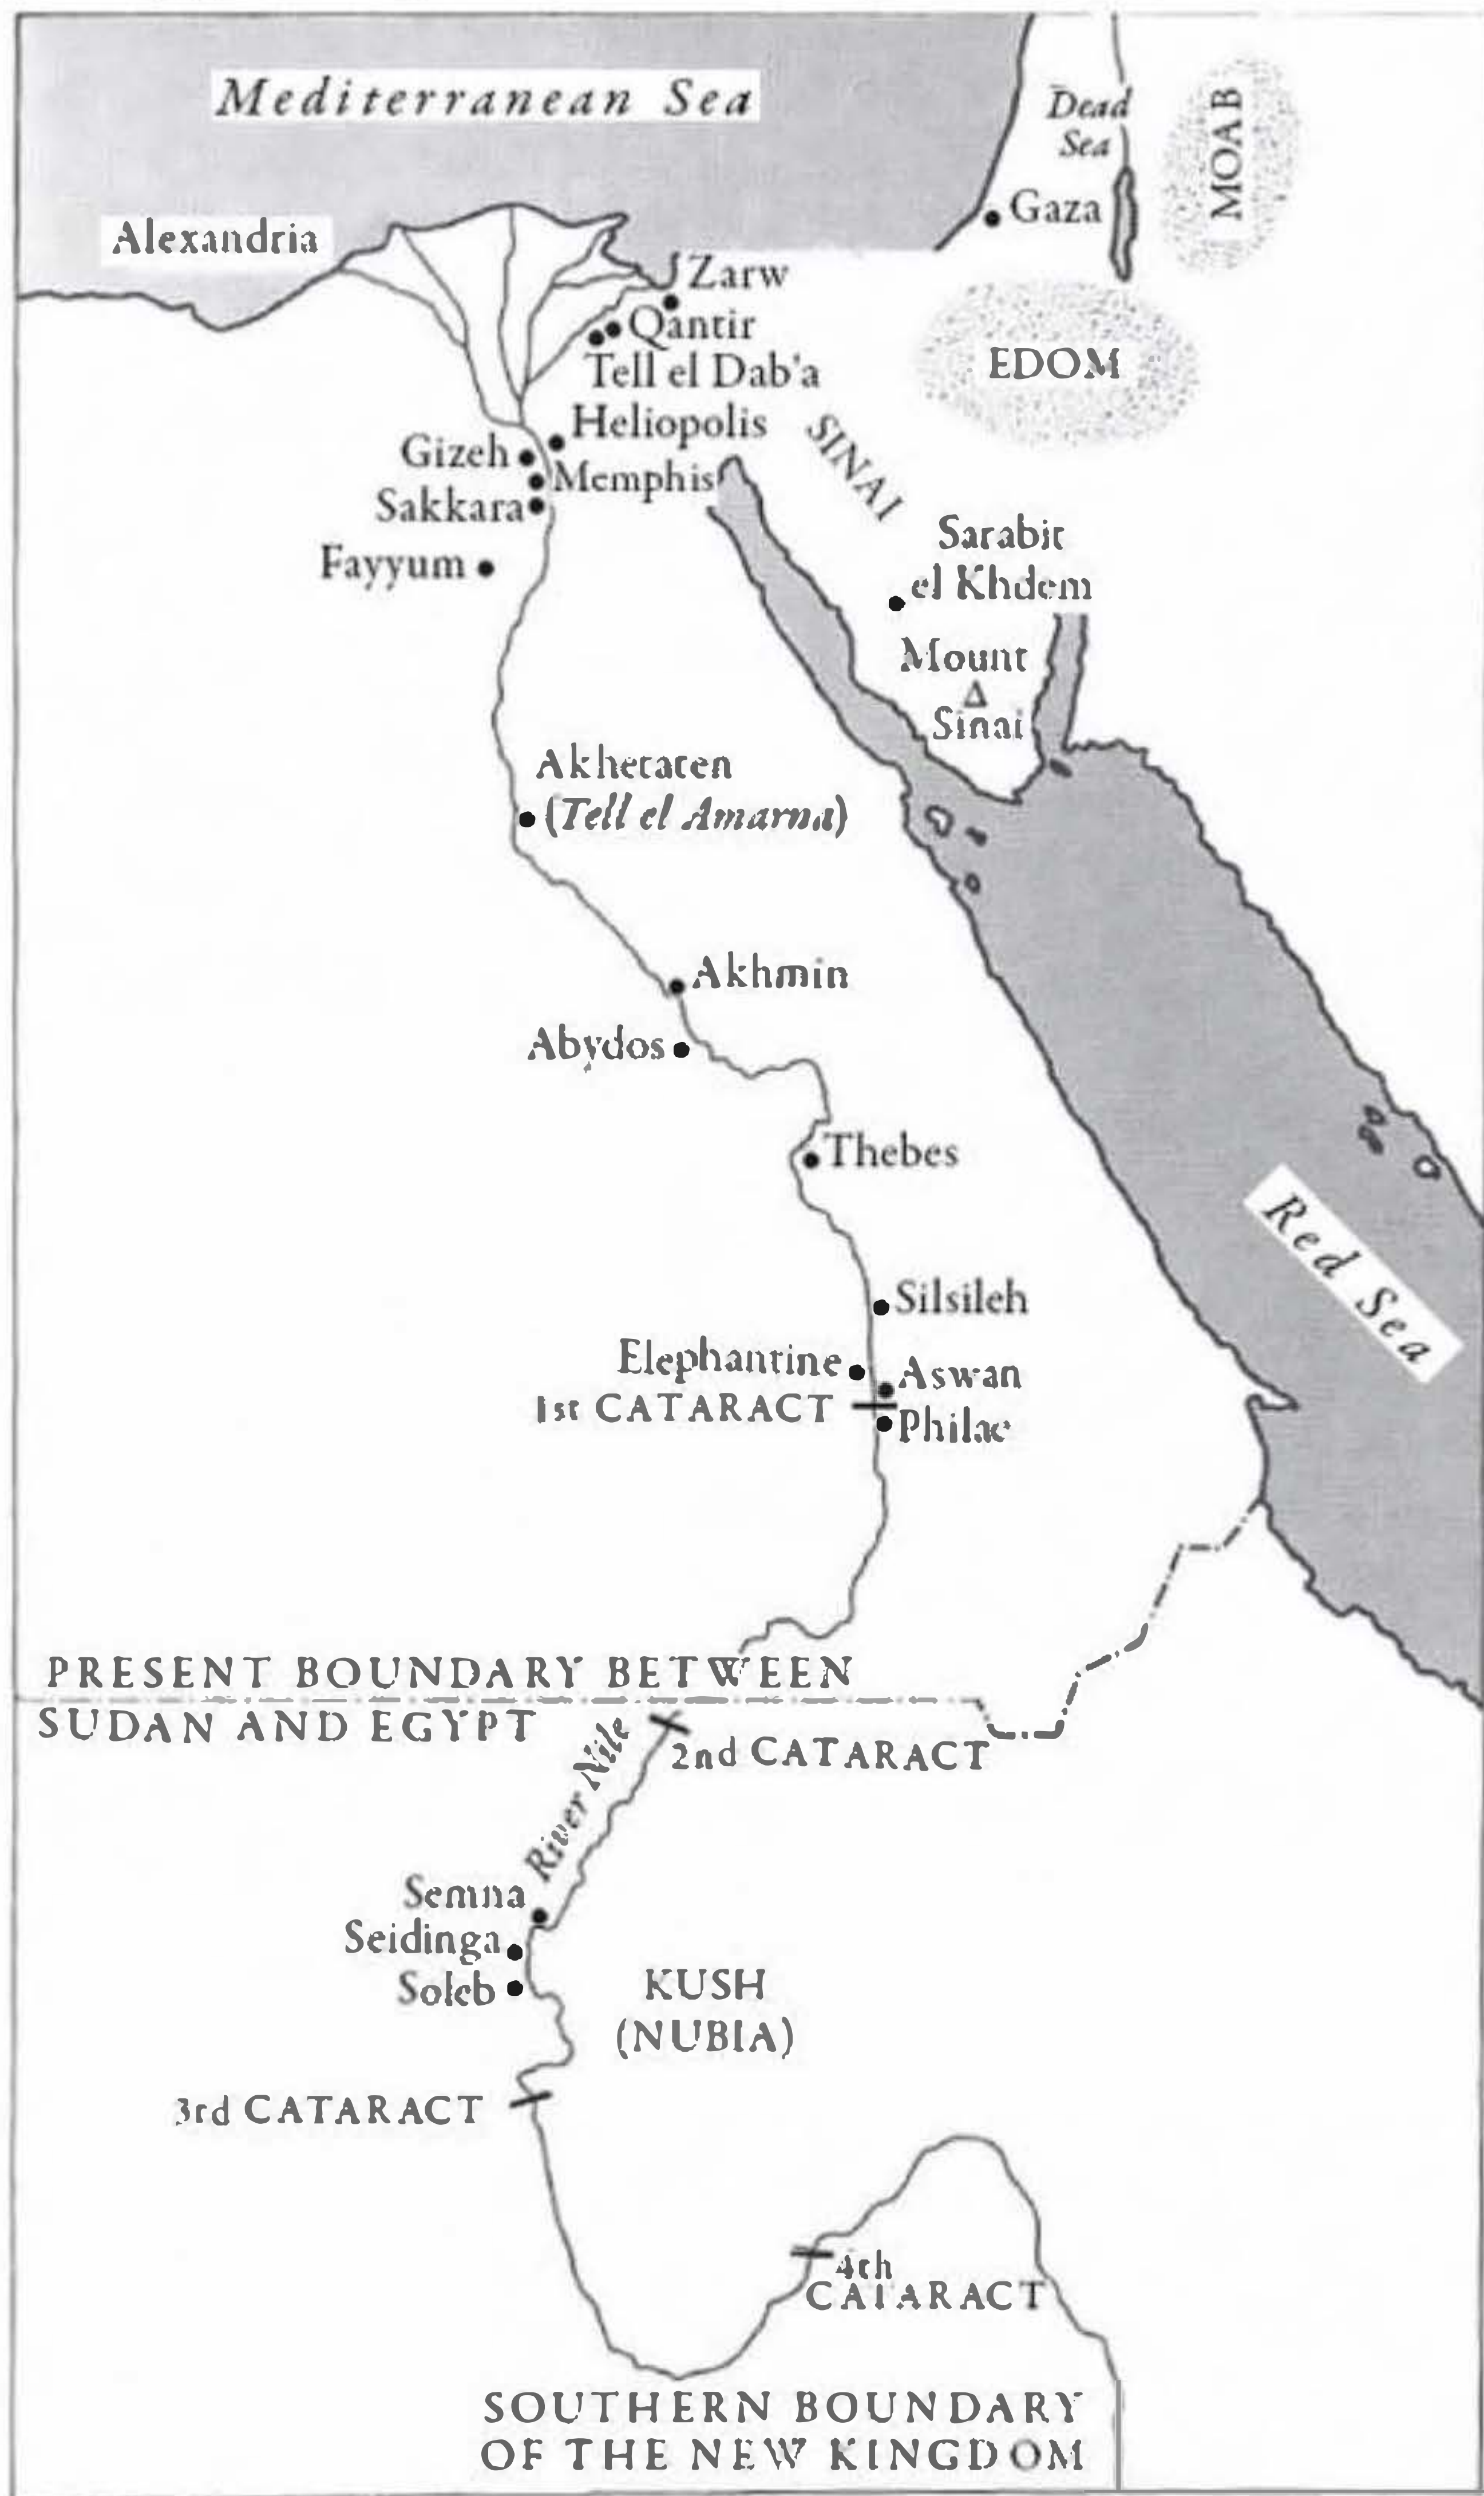 Mediterranean Sea
Dead
Sea
MOAB
Gaza
Alexandria
Zarw
Qantir
Tell el Dab'a
EDOM
Heliopolis
SINAI
Gizeh
Memphis
Sakkara
Fayyum
Sarabit
el Khdem
Mount
Sinai
Akhetaten
(Tell el Amarna)
Akhmin
Abydos
Thebes
Red Sea
Silsileh
Elephantine
Aswan
1st CATARACT
Philae
PRESENT BOUNDARY BETWEEN
SUDAN AND EGYPT
River Nile
2nd CATARACT
Semna
Seidinga
Soleb
KUSH
(NUBIA)
3rd CATARACT
4th
CATARACT
SOUTHERN BOUNDARY
OF THE NEW KINGDOM